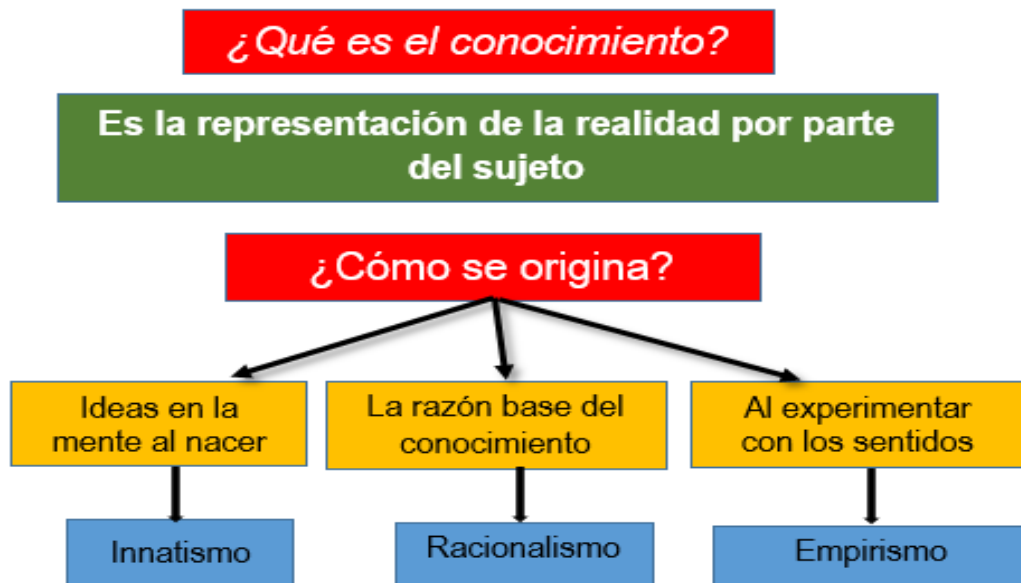 ¿Qué es el conocimiento?
Es la representación de la realidad por parte
del sujeto
¿Cómo se origina?
Ideas en la
mente al nacer
La razón base del
conocimiento
Al experimentar
con los sentidos
Innatismo
Racionalismo
Empirismo